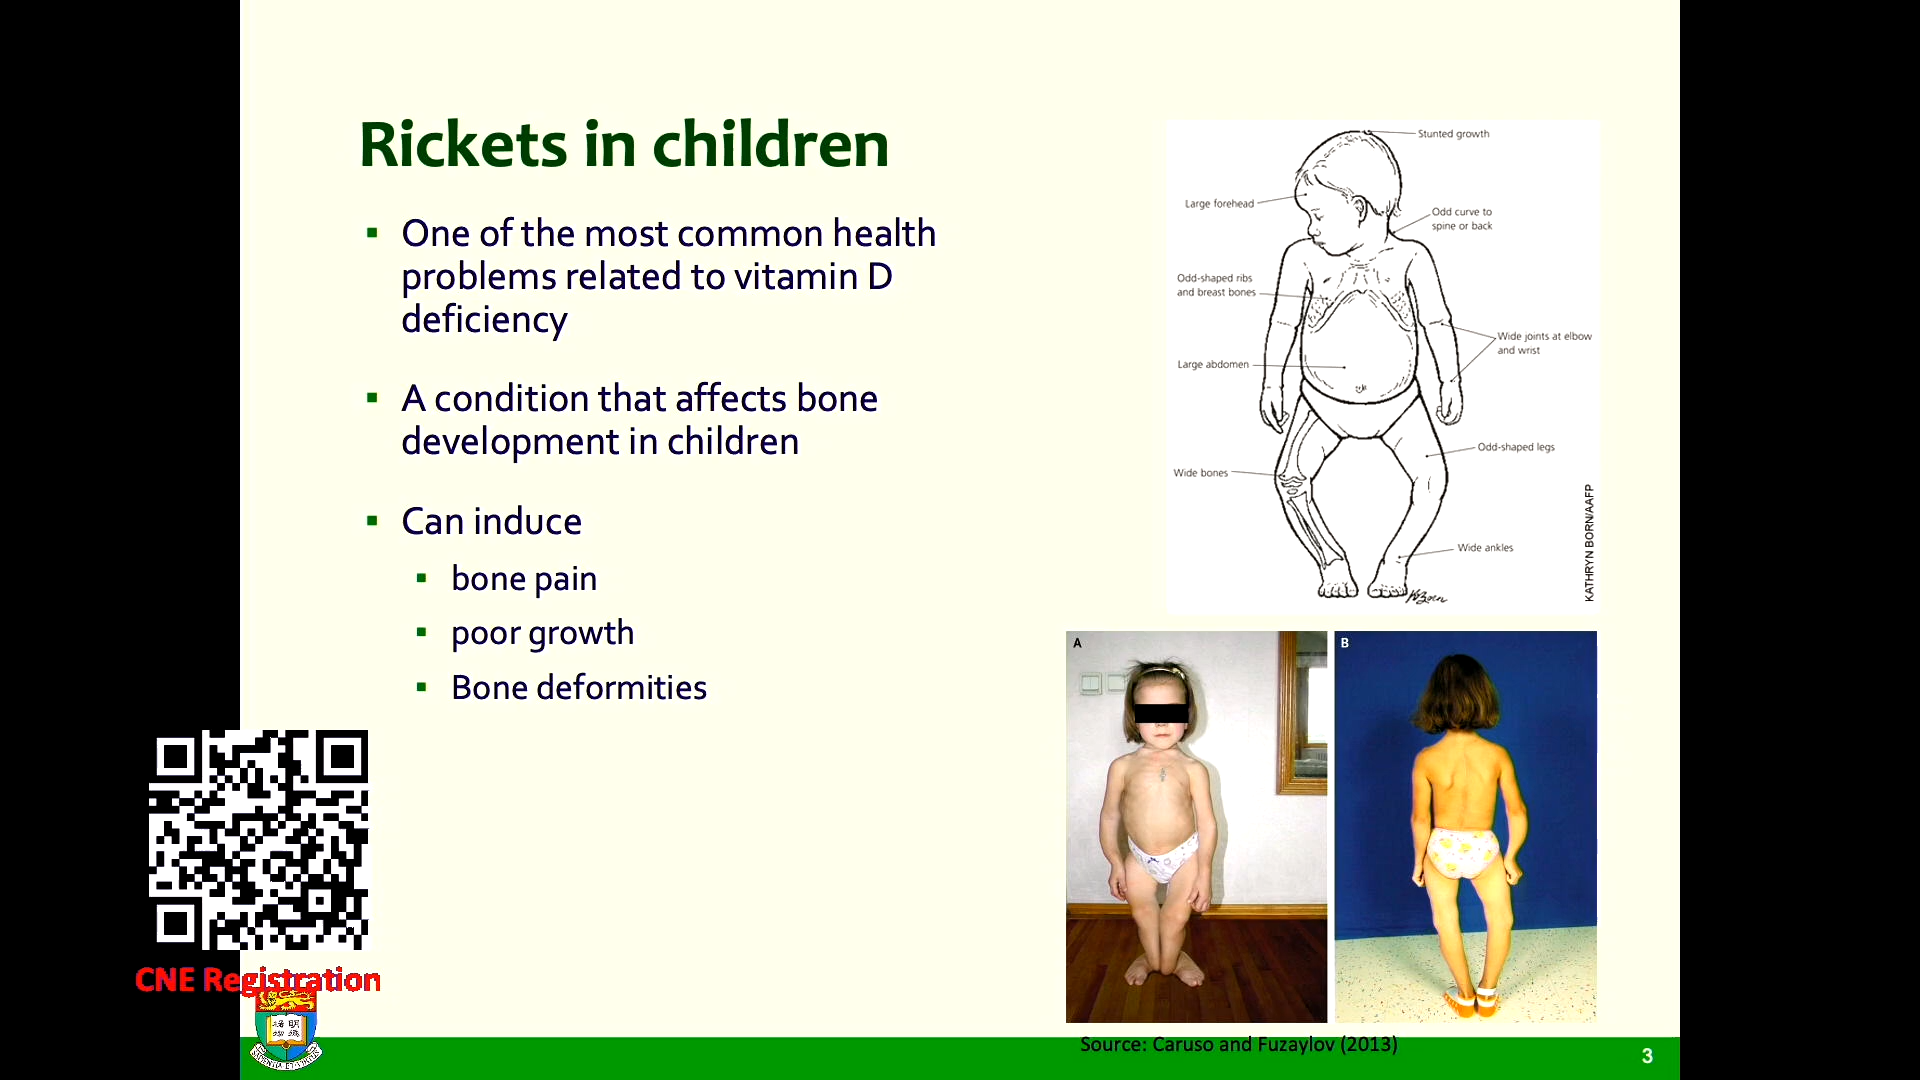 Rickets in children
One of the most common health
problems related to vitamin D
deficiency
A condition that affects bone
development in children
Can induce
bone pain
poor growth
Bone deformities
Stunted growth
Large forehead
Odd curve to
spine or back
Odd-shaped ribs
and breast bones
Wide joints at elbow
and wrist
Large abdomen
Odd-shaped legs
Wide bones
Wide ankles
KATHRYN BORN/AAFP
A
B
CNE Registration
Source: Caruso and Fuzaylov (2013)
3